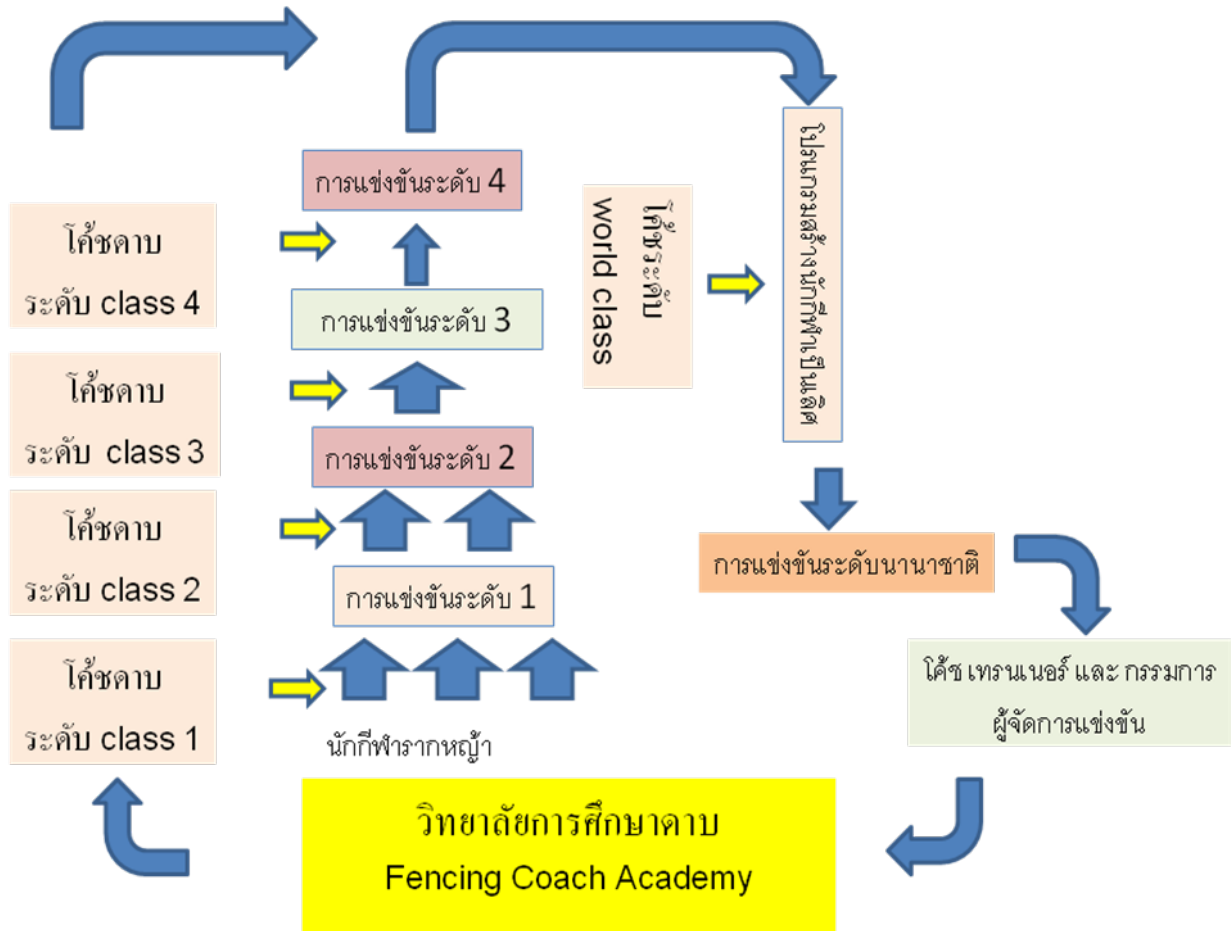 การแข่งขันระดับ 4
โค้ชดาบ
ระดับ class 4
การแข่งขันระดับ 3
โค้ชดาบ
ระดับ class 3
การแข่งขันระดับ 2
โค้ชดาบ
ระดับ class 2
การแข่งขันระดับ 1
โค้ชดาบ
ระดับ class 1
นักกีฬารากหญ้า
โค้ชระดับ
world class
โปรแกรมสร้างนักกีฬาเป็นเลิศ
การแข่งขันระดับนานาชาติ
โค้ช เทรนเนอร์ และ กรรมการ
ผู้จัดการแข่งขัน
วิทยาลัยการศึกษาดาบ
Fencing Coach Academy